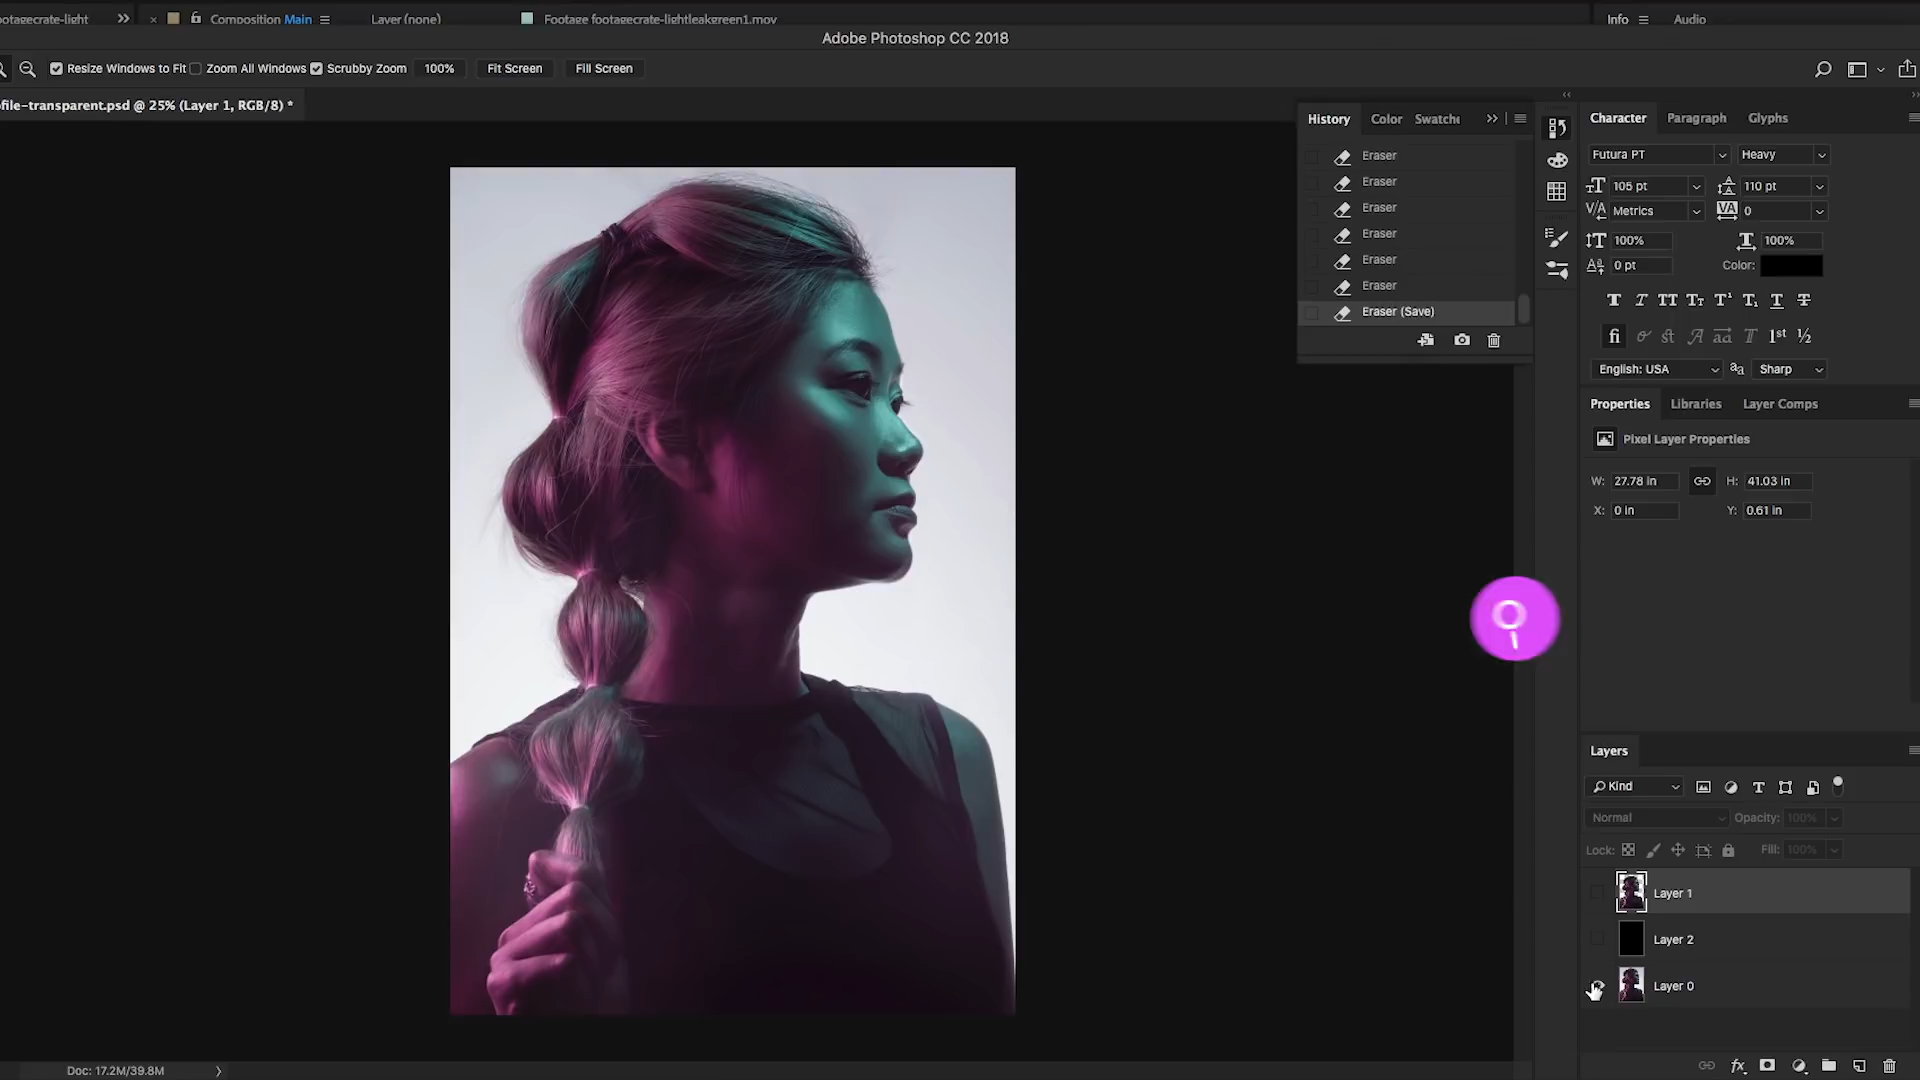 otagecrate-light
Composition Main
Layer (none)
Footage footagecrate-lightleakgreen1.mov
Info
Audio
Adobe Photoshop CC 2018
Resize Windows to Fit
Zoom All Windows
Scrubby Zoom
100%
Fit Screen
Fill Screen
file-transparent.psd @ 25% (Layer 1, RGB/8) *
History
Color
Swatche
Eraser
Eraser
Eraser
Eraser
Eraser
Eraser
Eraser (Save)
Character
Paragraph
Glyphs
Futura PT
Heavy
105 pt
110 pt
Metrics
0
100%
100%
0 pt
Color:
English: USA
Sharp
Properties
Libraries
Layer Comps
Pixel Layer Properties
W: 27.78 in
H: 41.03 in
X: 0 in
Y: 0.61 in
Layers
Kind
Normal
Opacity: 100%
Lock:
Fill: 100%
Layer 1
Layer 2
Layer 0
Doc: 17.2M/39.8M